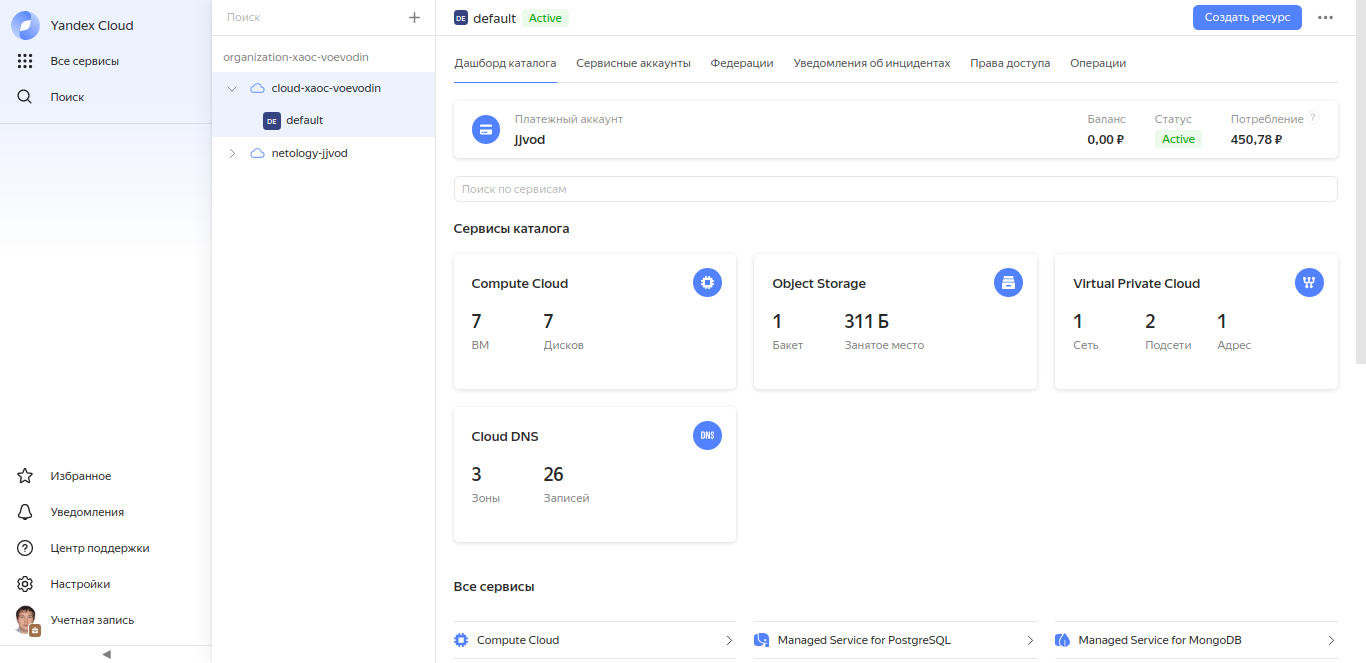 Yandex Cloud
Все сервисы
Поиск
Избранное
Уведомления
Центр поддержки
Настройки
Учетная запись
Поиск
organization-xaoc-voevodin
cloud-xaoc-voevodin
DE default
netology-jjvod
DE default Active
Создать ресурс
Дашборд каталога Сервисные аккаунты Федерации Уведомления об инцидентах Права доступа Операции
Платежный аккаунт Баланс Статус Потребление ?
jjvod 0,00 ₽ Active 450,78 ₽
Поиск по сервисам
Сервисы каталога
Compute Cloud
7 7
ВМ Дисков
Object Storage
1 311 Б
Бакет Занятое место
Virtual Private Cloud
1 2 1
Сеть Подсети Адрес
Cloud DNS DNS
3 26
Зоны Записей
Все сервисы
Compute Cloud Managed Service for PostgreSQL Managed Service for MongoDB